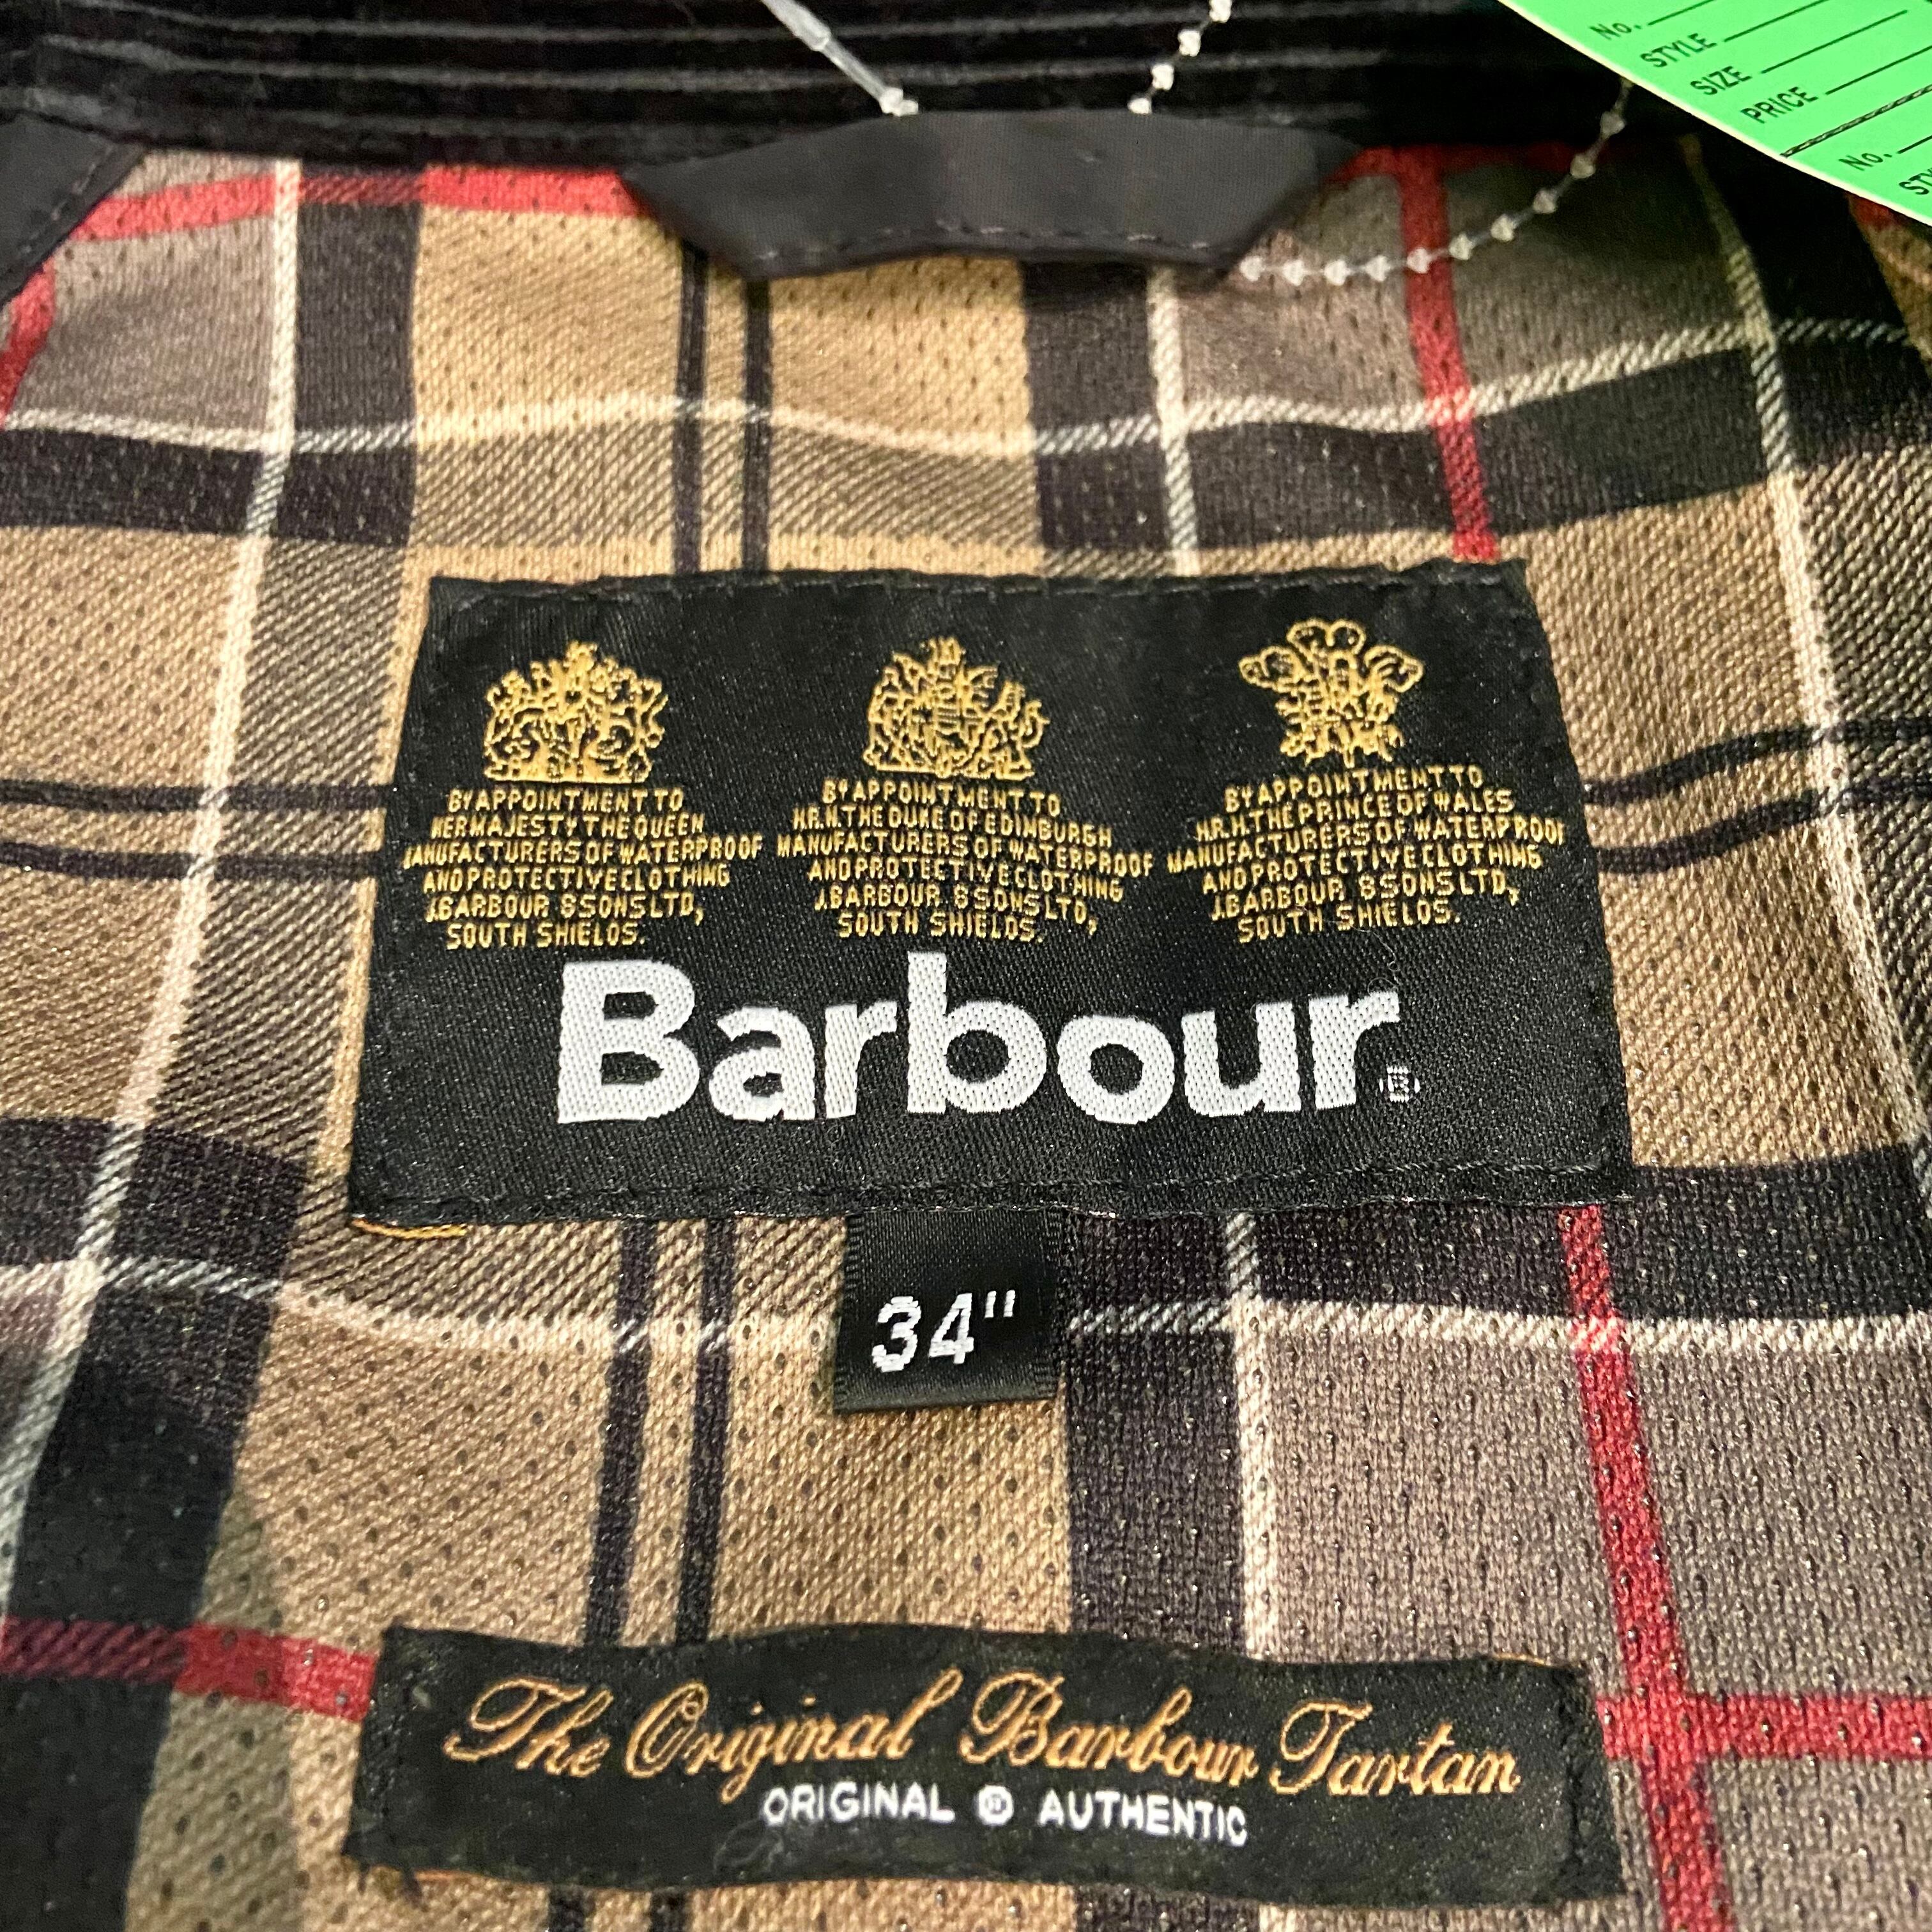 No.
STYLE
SIZE
PRICE
No.
BY APPOINTMENT TO
HER MAJESTY THE QUEEN
MANUFACTURERS OF WATERPROOF
AND PROTECTIVE CLOTHING
J.BARBOUR & SONS LTD,
SOUTH SHIELDS.
BY APPOINTMENT TO
H.R.H. THE DUKE OF EDINBURGH
MANUFACTURERS OF WATERPROOF
AND PROTECTIVE CLOTHING
J.BARBOUR & SONS LTD,
SOUTH SHIELDS.
BY APPOINTMENT TO
H.R.H. THE PRINCE OF WALES
MANUFACTURERS OF WATERPROOF
AND PROTECTIVE CLOTHING
J.BARBOUR & SONS LTD,
SOUTH SHIELDS.
Barbour®
34"
The Original Barbour Tartan
ORIGINAL ® AUTHENTIC